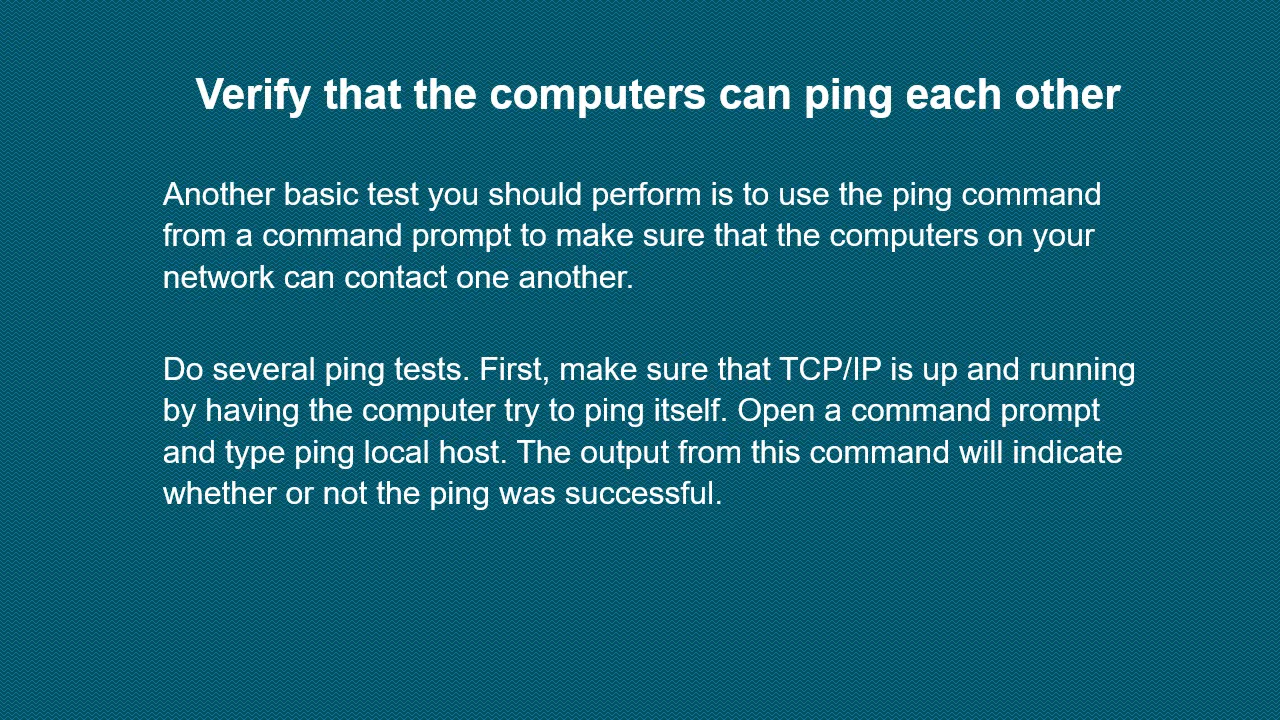 Verify that the computers can ping each other
Another basic test you should perform is to use the ping command
from a command prompt to make sure that the computers on your
network can contact one another.
Do several ping tests. First, make sure that TCP/IP is up and running
by having the computer try to ping itself. Open a command prompt
and type ping local host. The output from this command will indicate
whether or not the ping was successful.